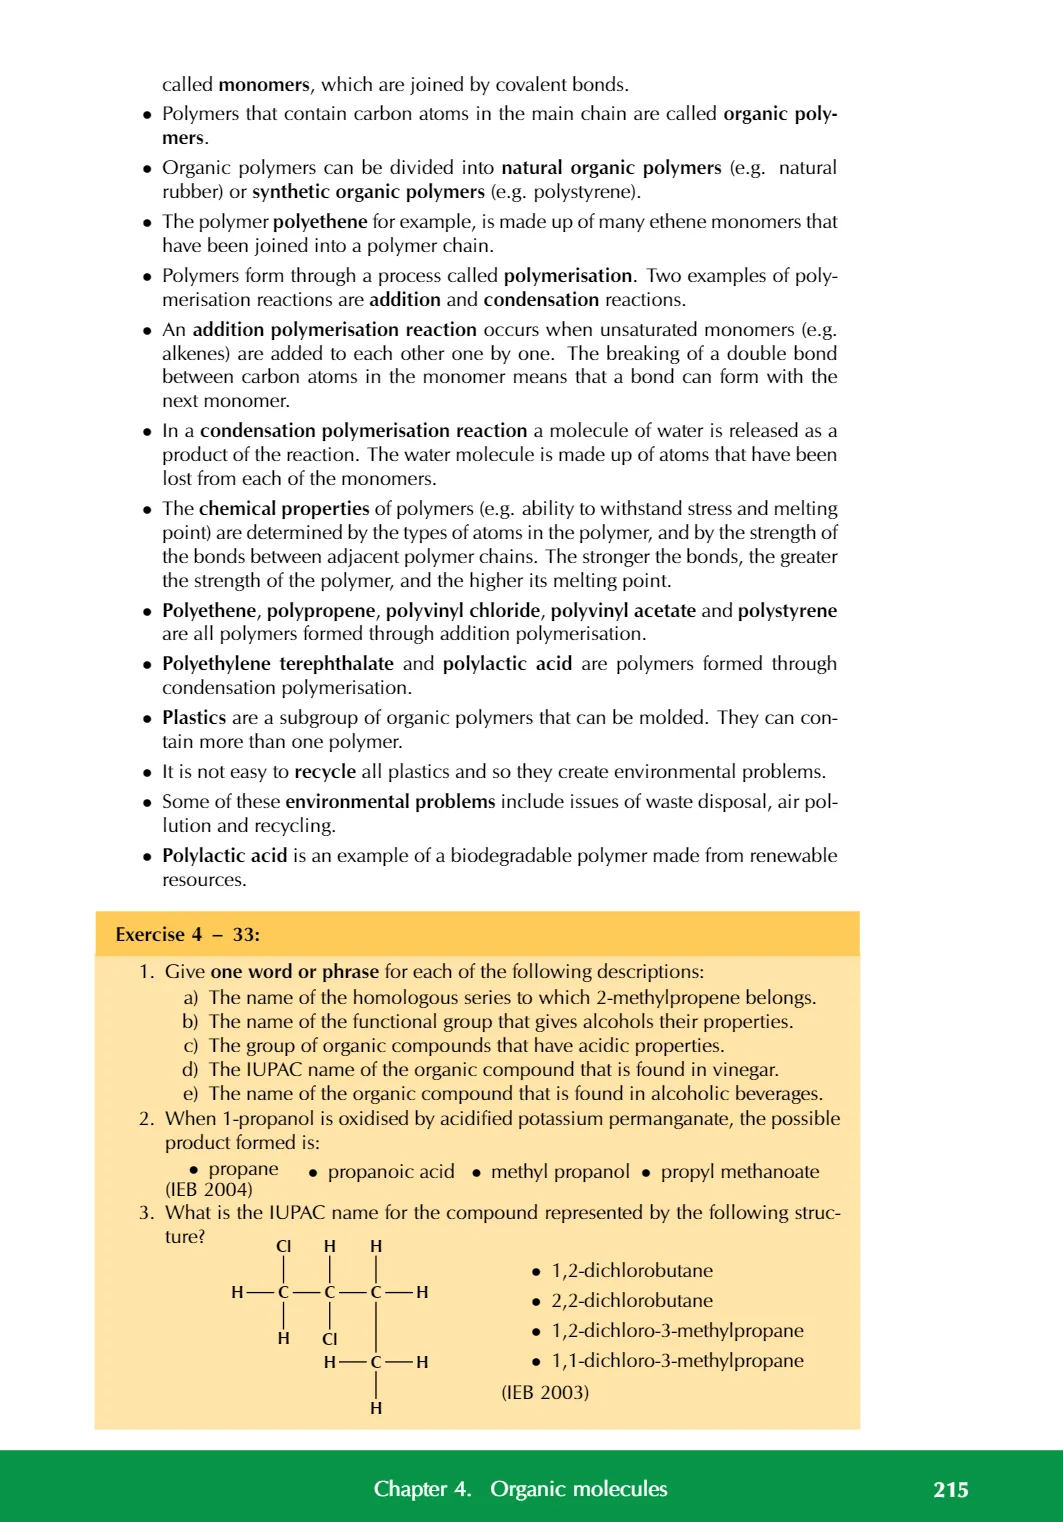 called monomers, which are joined by covalent bonds.
• Polymers that contain carbon atoms in the main chain are called organic poly-
mers.
• Organic polymers can be divided into natural organic polymers (e.g. natural
rubber) or synthetic organic polymers (e.g. polystyrene).
• The polymer polyethene for example, is made up of many ethene monomers that
have been joined into a polymer chain.
• Polymers form through a process called polymerisation. Two examples of poly-
merisation reactions are addition and condensation reactions.
• An addition polymerisation reaction occurs when unsaturated monomers (e.g.
alkenes) are added to each other one by one. The breaking of a double bond
between carbon atoms in the monomer means that a bond can form with the
next monomer.
• In a condensation polymerisation reaction a molecule of water is released as a
product of the reaction. The water molecule is made up of atoms that have been
lost from each of the monomers.
• The chemical properties of polymers (e.g. ability to withstand stress and melting
point) are determined by the types of atoms in the polymer, and by the strength of
the bonds between adjacent polymer chains. The stronger the bonds, the greater
the strength of the polymer, and the higher its melting point.
• Polyethene, polypropene, polyvinyl chloride, polyvinyl acetate and polystyrene
are all polymers formed through addition polymerisation.
• Polyethylene terephthalate and polylactic acid are polymers formed through
condensation polymerisation.
• Plastics are a subgroup of organic polymers that can be molded. They can con-
tain more than one polymer.
• It is not easy to recycle all plastics and so they create environmental problems.
• Some of these environmental problems include issues of waste disposal, air pol-
lution and recycling.
• Polylactic acid is an example of a biodegradable polymer made from renewable
resources.
Exercise 4 – 33:
1. Give one word or phrase for each of the following descriptions:
a) The name of the homologous series to which 2-methylpropene belongs.
b) The name of the functional group that gives alcohols their properties.
c) The group of organic compounds that have acidic properties.
d) The IUPAC name of the organic compound that is found in vinegar.
e) The name of the organic compound that is found in alcoholic beverages.
2. When 1-propanol is oxidised by acidified potassium permanganate, the possible
product formed is:
• propane • propanoic acid • methyl propanol • propyl methanoate
(IEB 2004)
3. What is the IUPAC name for the compound represented by the following struc-
ture?
Cl H H
H C C C H
H Cl
H C H
H
• 1,2-dichlorobutane
• 2,2-dichlorobutane
• 1,2-dichloro-3-methylpropane
• 1,1-dichloro-3-methylpropane
(IEB 2003)
Chapter 4. Organic molecules 215